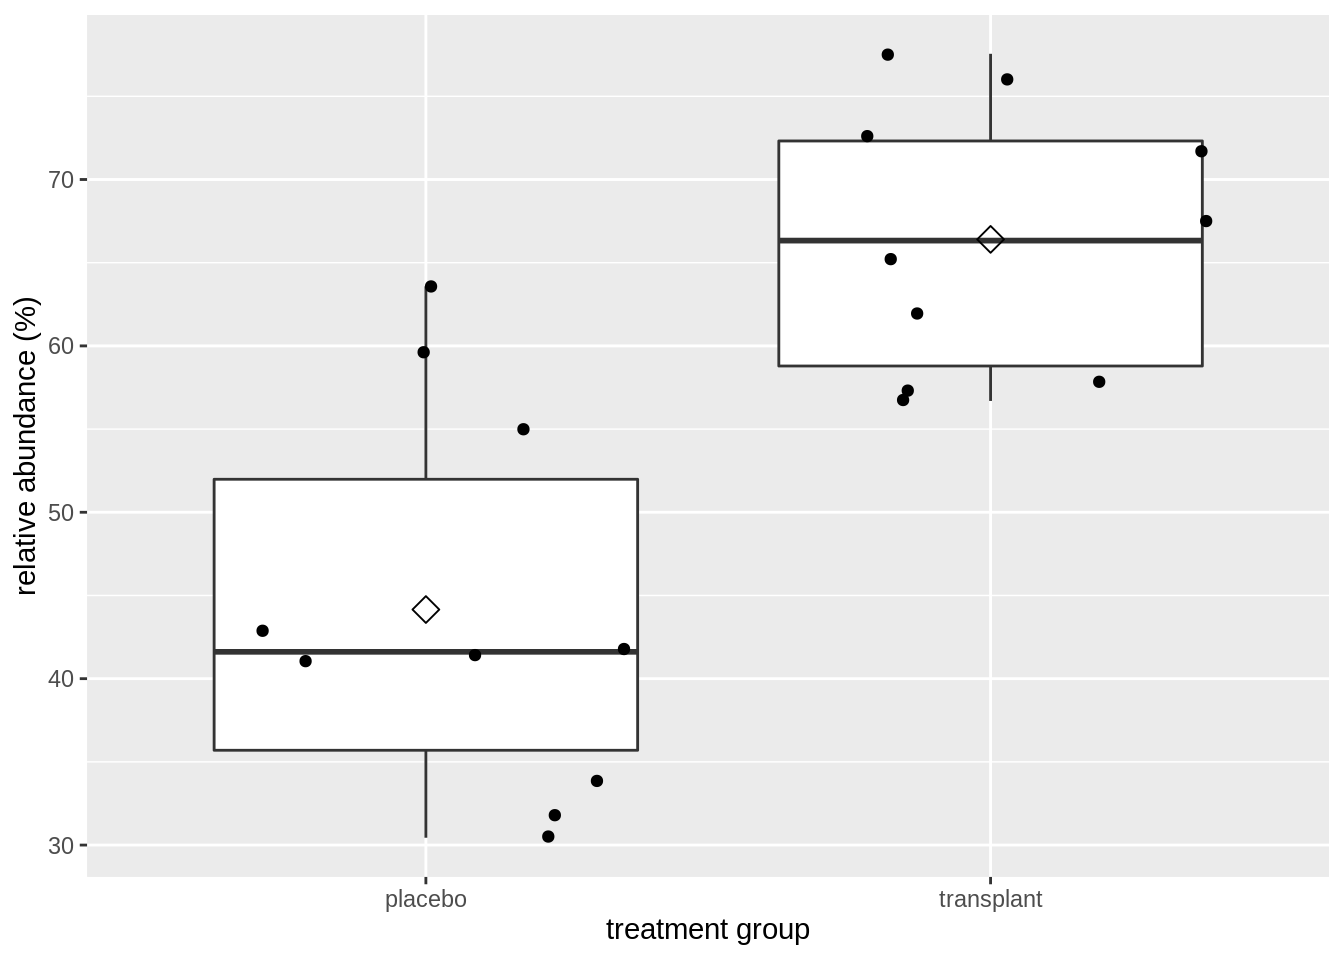 relative abundance (%)
70
60
50
40
30
placebo
transplant
treatment group